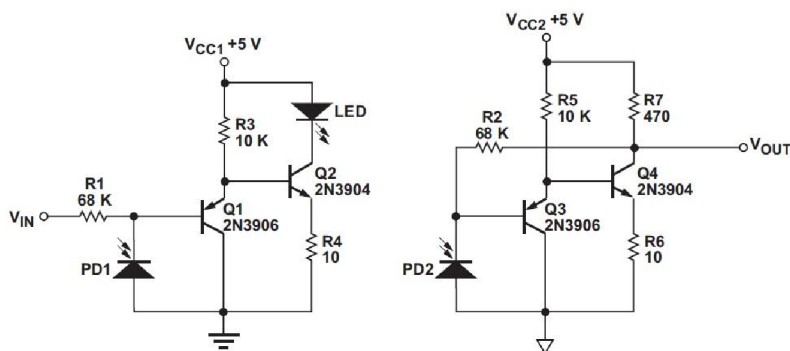 VCC1 +5 V
LED
R3
10 K
Q2
2N3904
R1
68 K
VIN
Q1
2N3906
PD1
R4
10
VCC2 +5 V
R5
10 K
R7
470
R2
68 K
VOUT
Q4
2N3904
Q3
2N3906
PD2
R6
10